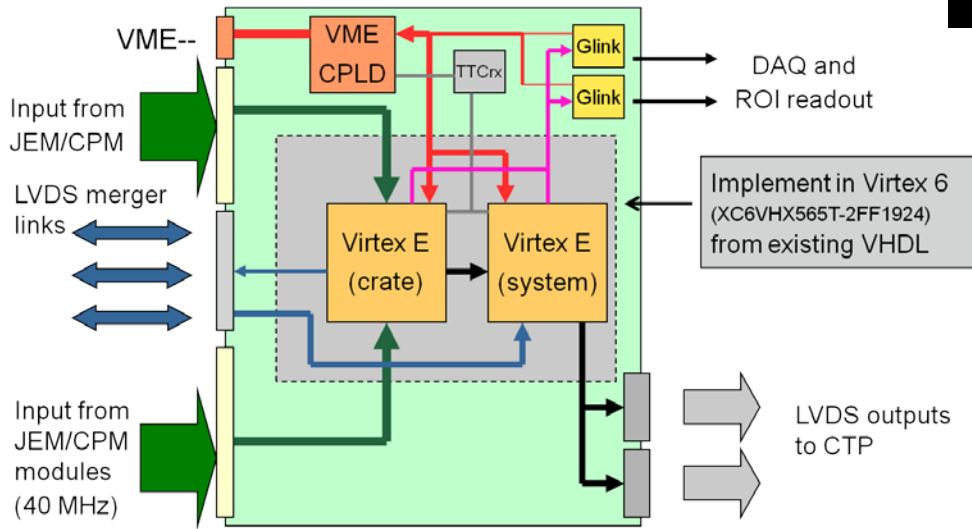 VME--
VME
CPLD
TTCrx
Glink
Glink
DAQ and
ROI readout
Input from
JEM/CPM
LVDS merger
links
Implement in Virtex 6
(XC6VHX565T-2FF1924)
from existing VHDL
Virtex E
(crate)
Virtex E
(system)
Input from
JEM/CPM
modules
(40 MHz)
LVDS outputs
to CTP